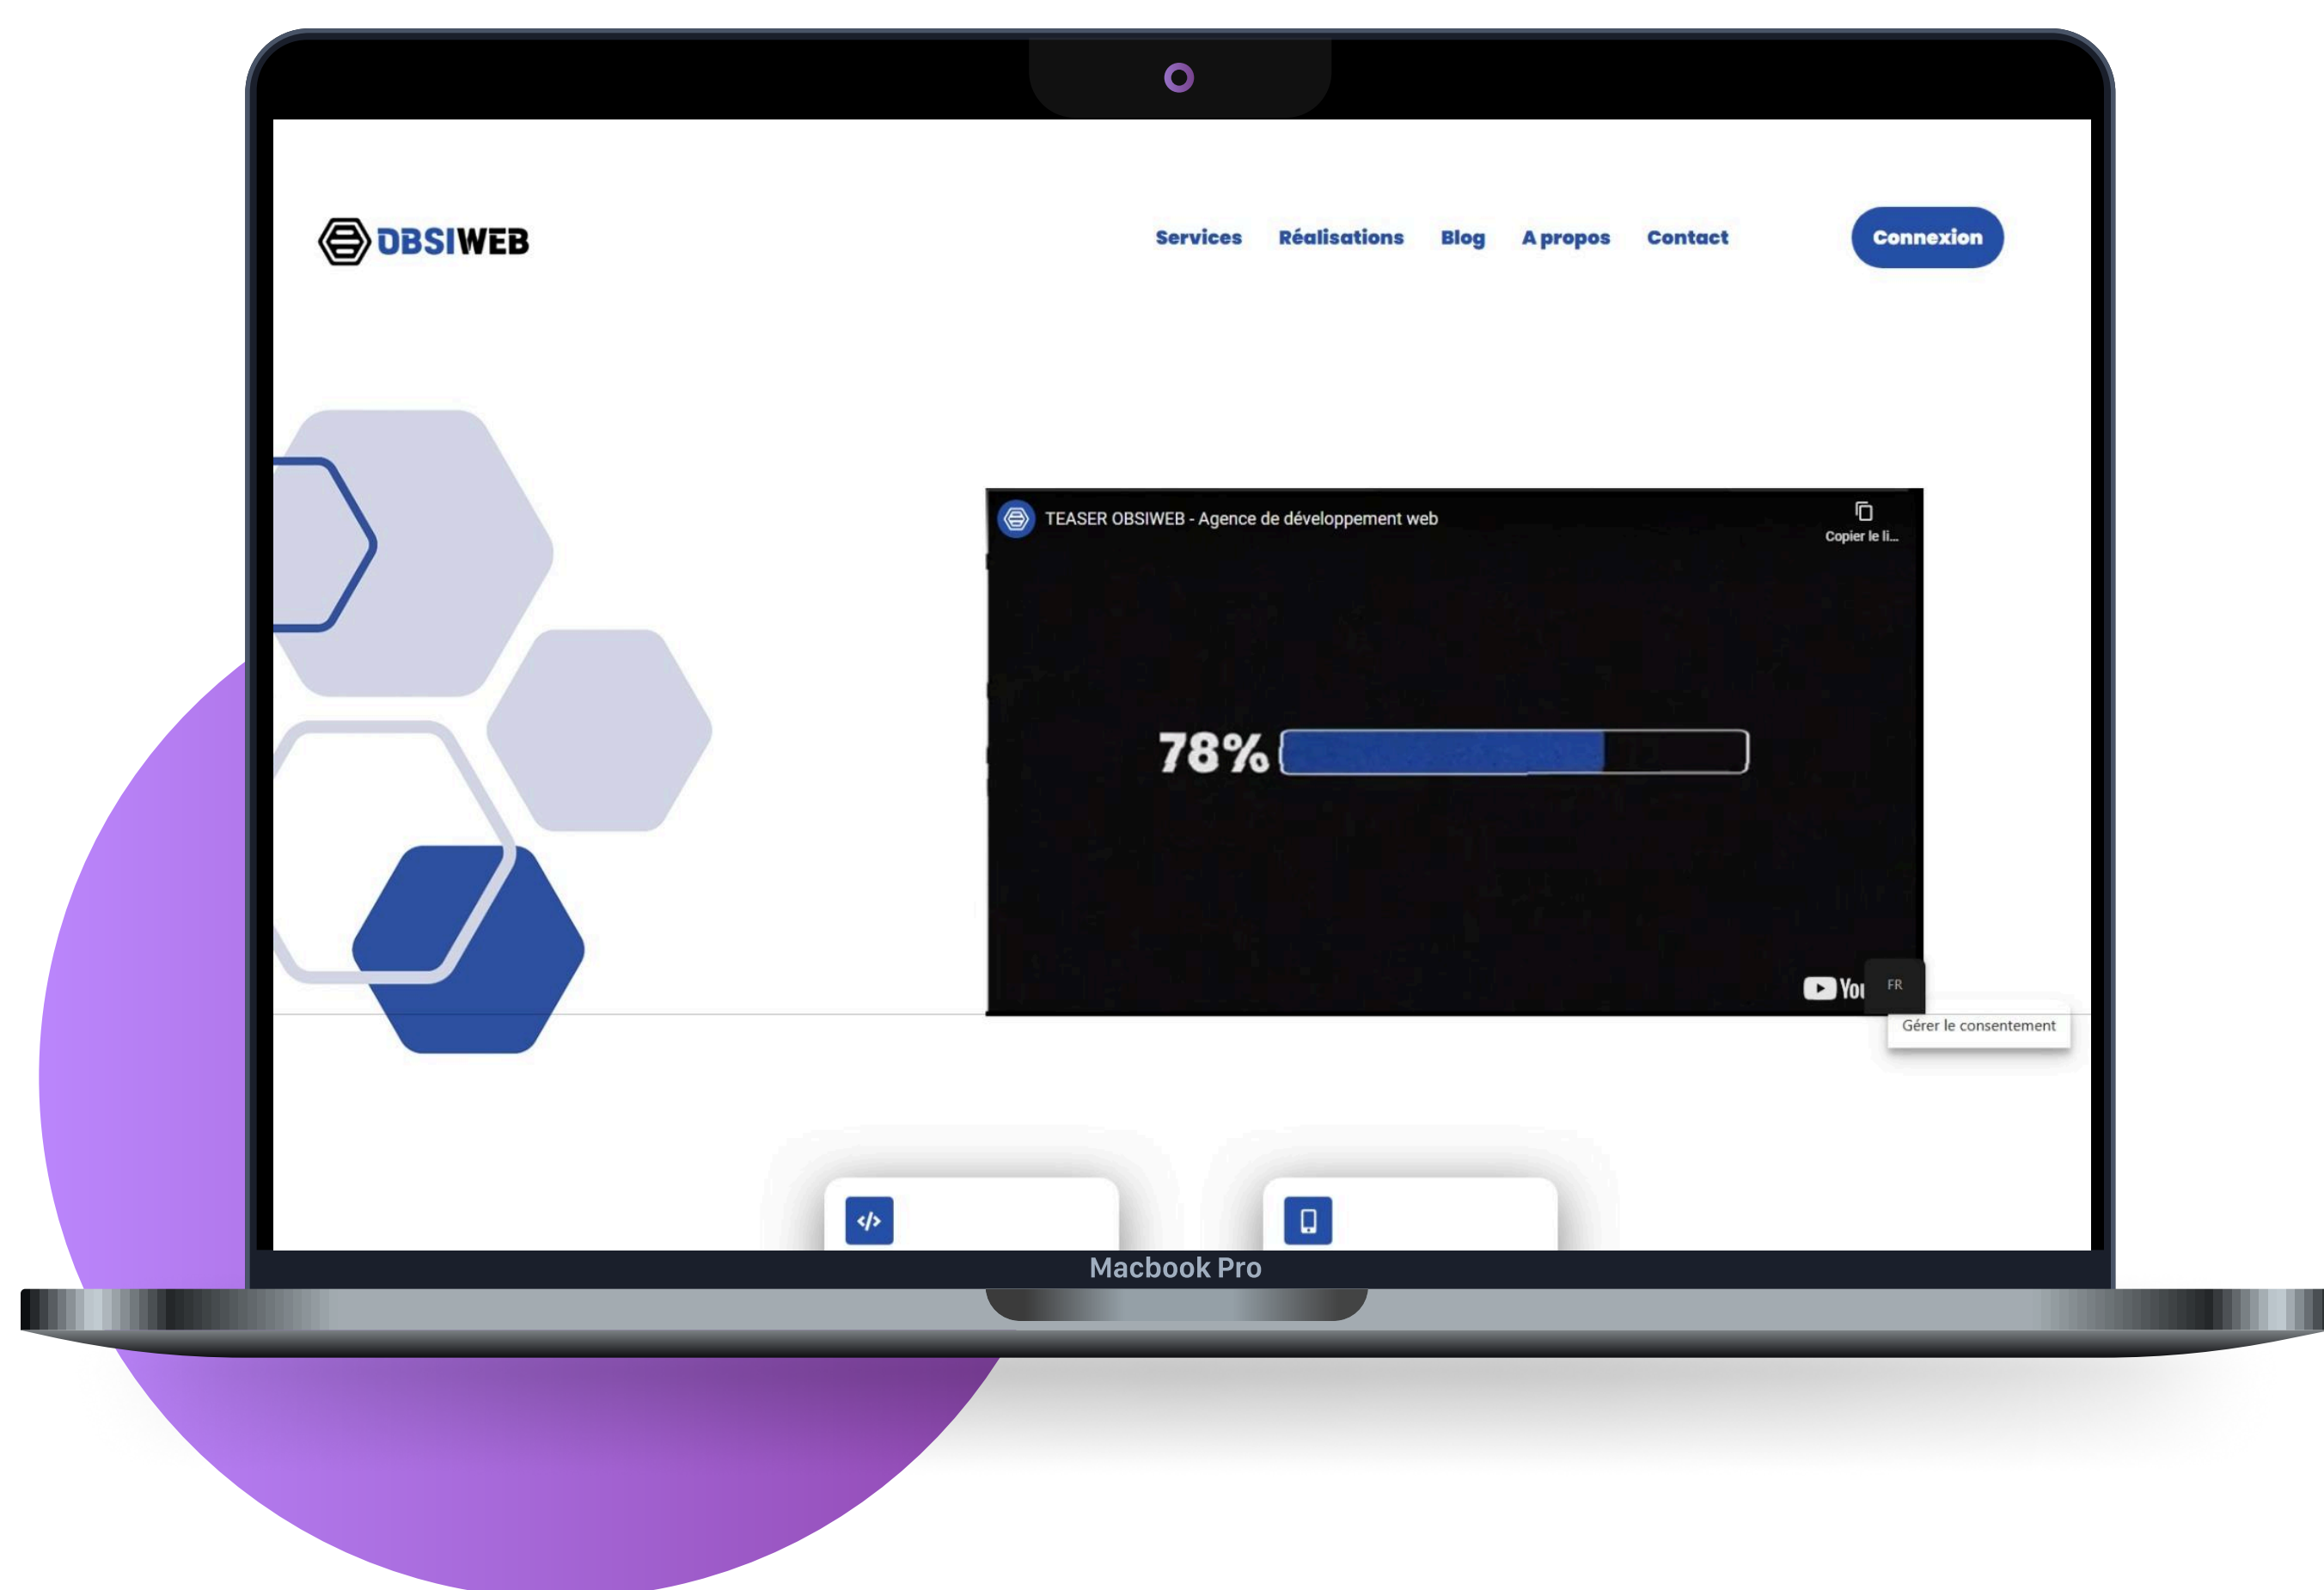 OBSIWEB
Services Réalisations Blog A propos Contact Connexion
TEASER OBSIWEB - Agence de développement web
Copier le li...
78%
You
FR
Gérer le consentement
</>
Macbook Pro